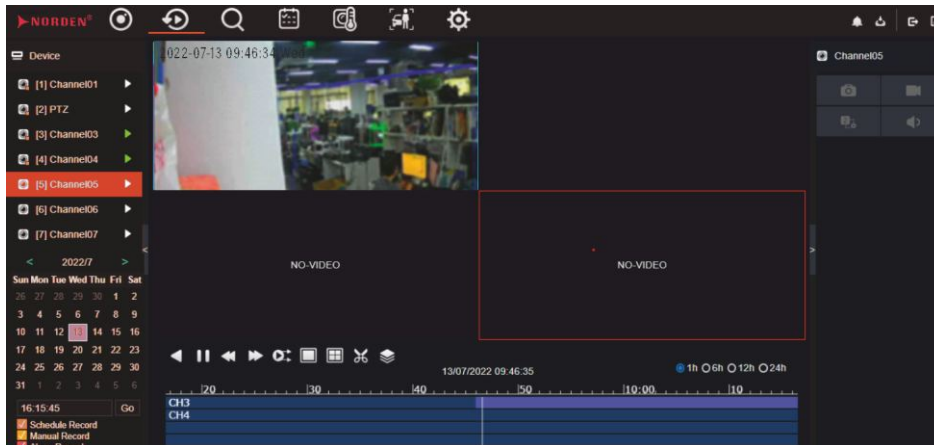 NORDEN®
Device
[1] Channel01
[2] PTZ
[3] Channel03
[4] Channel04
[5] Channel05
[6] Channel06
[7] Channel07
< 2022/7 >
Sun Mon Tue Wed Thu Fri Sat
26 27 28 29 30 1 2
3 4 5 6 7 8 9
10 11 12 13 14 15 16
17 18 19 20 21 22 23
24 25 26 27 28 29 30
31 1 2 3 4 5 6
16:15:45 Go
Schedule Record
Manual Record
2022-07-13 09:46:34 Wed
NO-VIDEO
NO-VIDEO
13/07/2022 09:46:35
1h 6h 12h 24h
20 30 40 50 10:00 10
CH3
CH4
Channel05